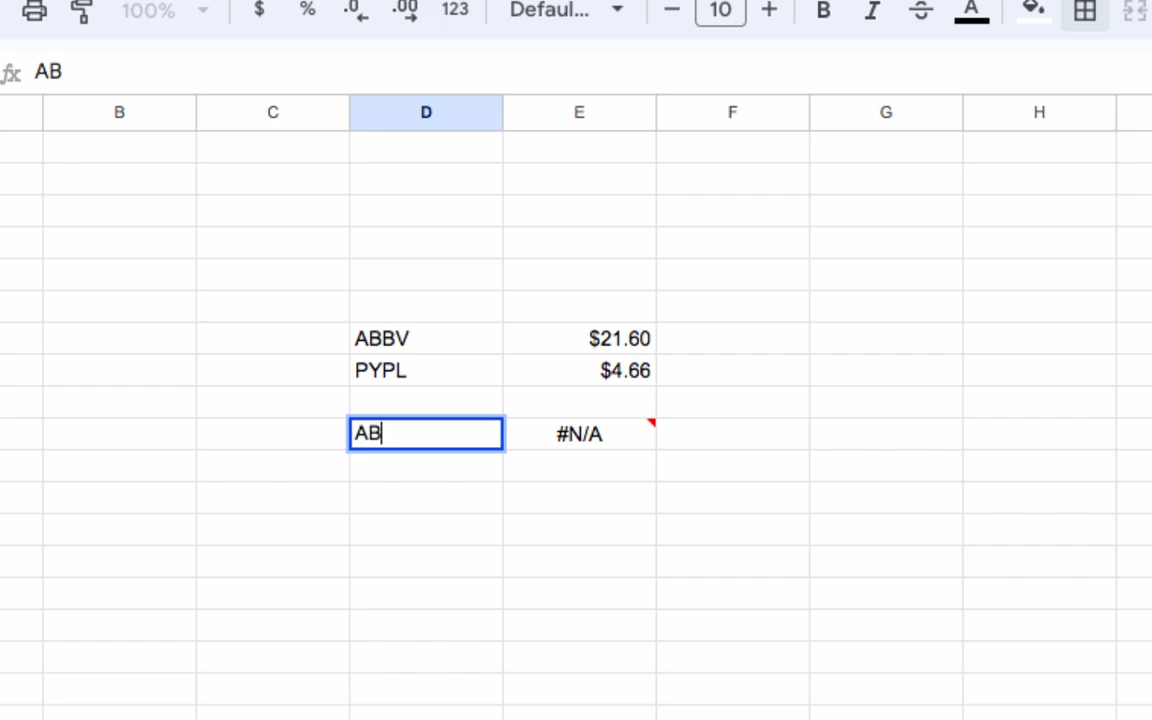 100% $ % .0 .00 123 Defaul... − 10 + B I S A
fx AB
B C D E F G H
ABBV $21.60
PYPL $4.66
AB #N/A